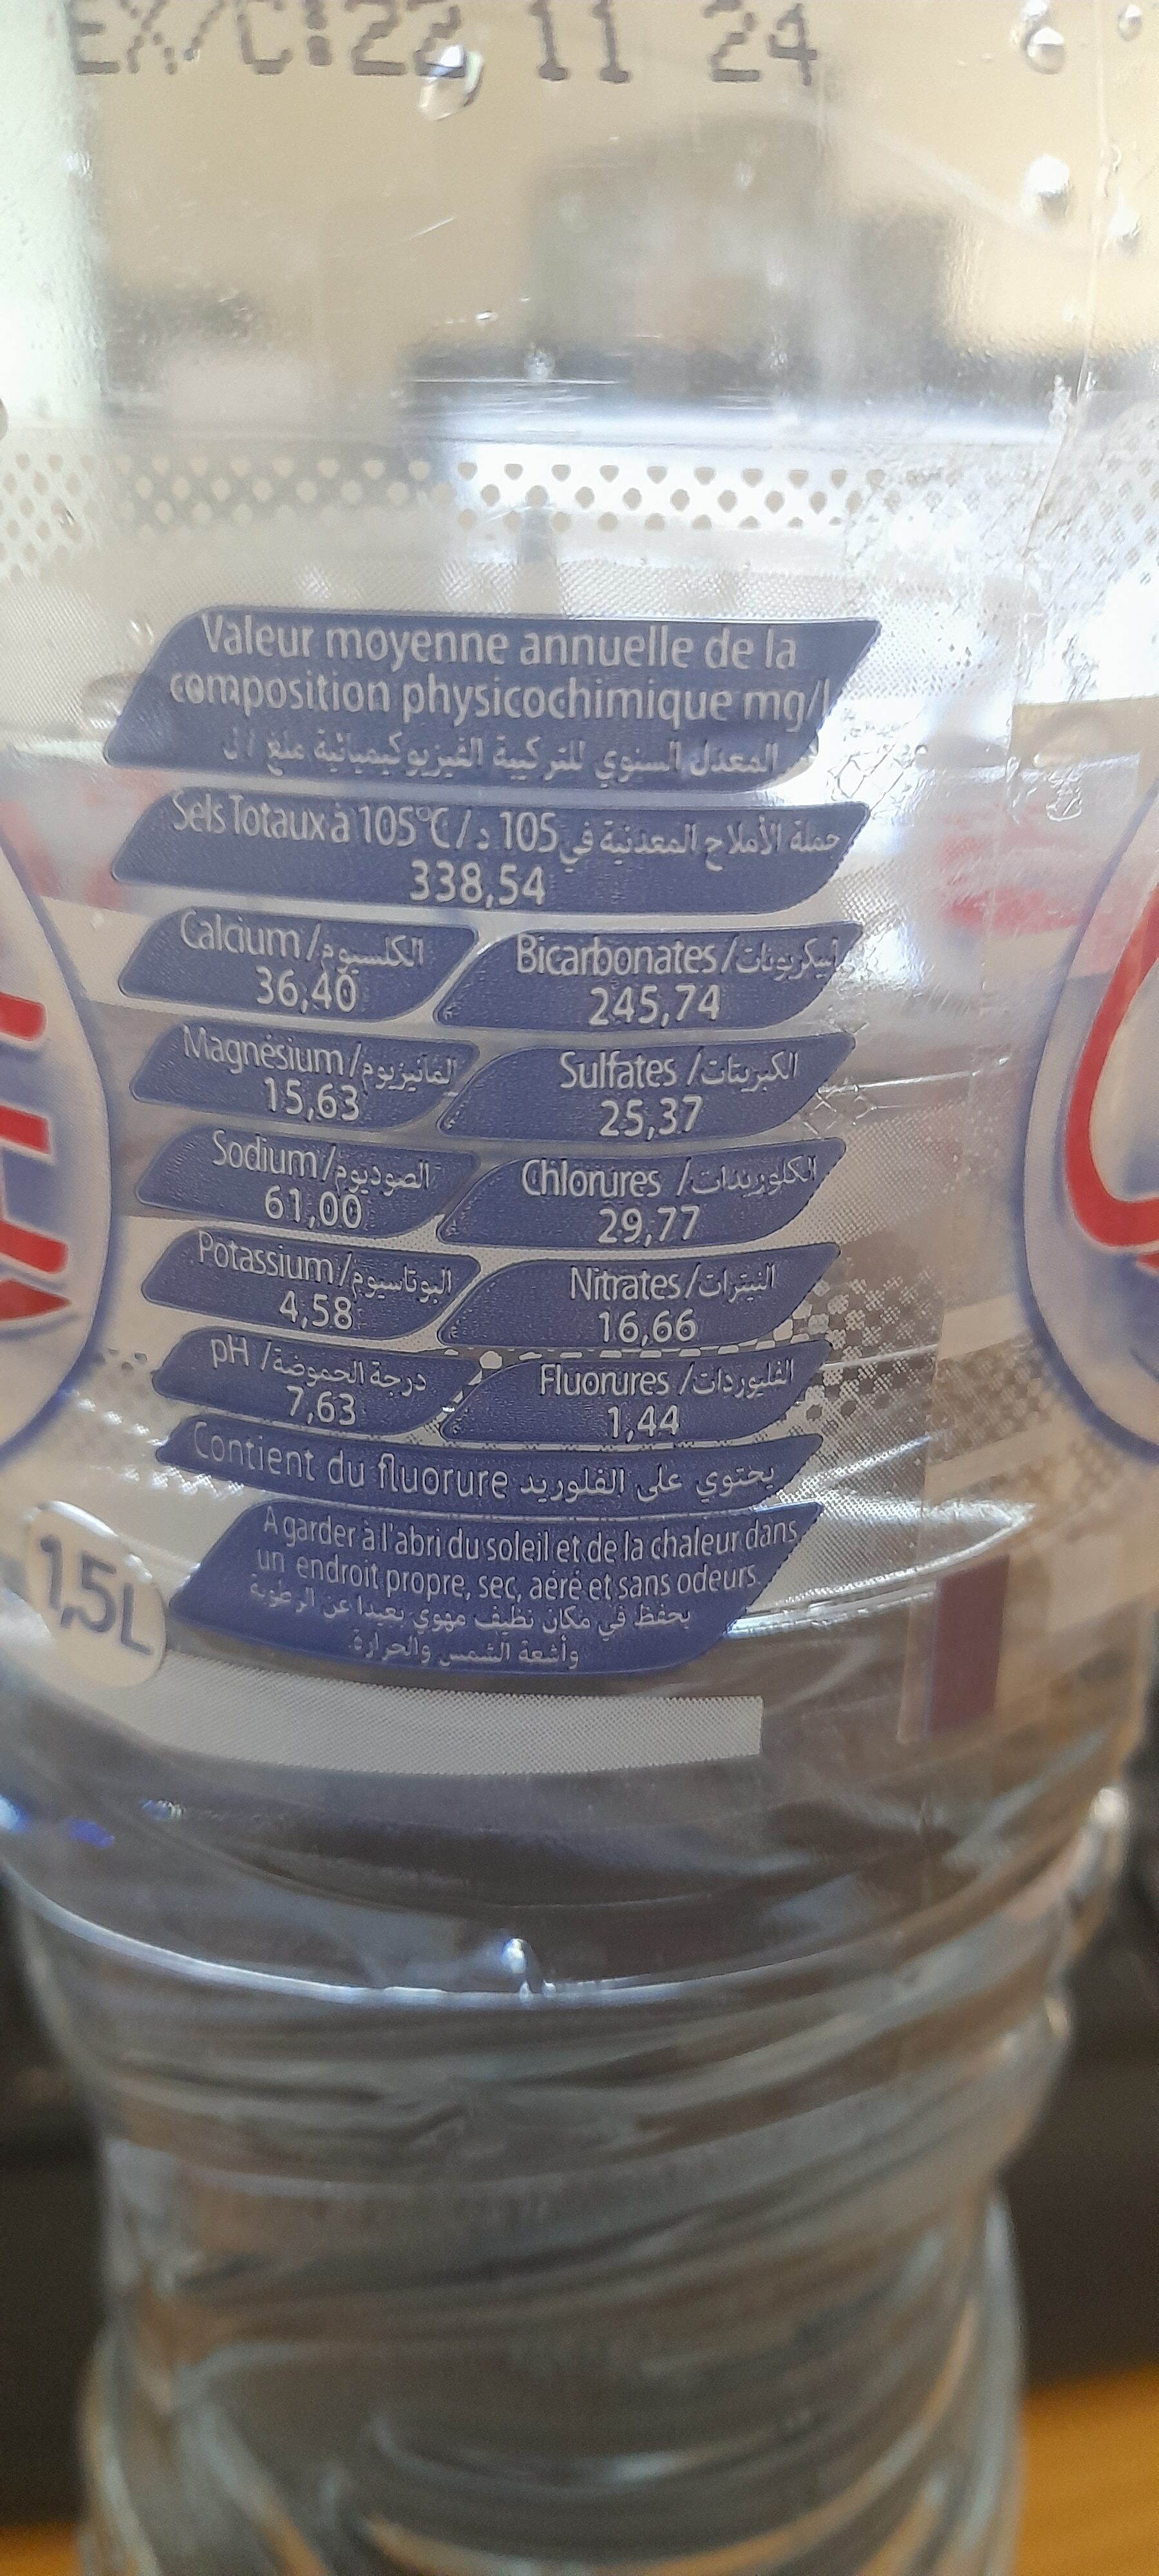 EX/C:22 11 24
Valeur moyenne annuelle de la
composition physicochimique mg/l
المعدل السنوي للتركيبة الفيزيوكيميائية ملغ / ل
Sels Totaux à 105°C / حملة الأملاح المعدنية في 105 د
338,54
Calcium / الكلسيوم
36,40
Bicarbonates / البيكربونات
245,74
Magnésium / المانيزيوم
15,63
Sulfates / الكبريتات
25,37
Sodium / الصوديوم
61,00
Chlorures / الكلوريدات
29,77
Potassium / البوتاسيوم
4,58
Nitrates / النيترات
16,66
pH / درجة الحموضة
7,63
Fluorures / الفليوردات
1,44
Contient du fluorure يحتوي على الفلوريد
A garder à l'abri du soleil et de la chaleur dans
un endroit propre, sec, aéré et sans odeurs.
يحفظ في مكان نظيف مهوي بعيدا عن الرطوبة
وأشعة الشمس والحرارة.
1,5L